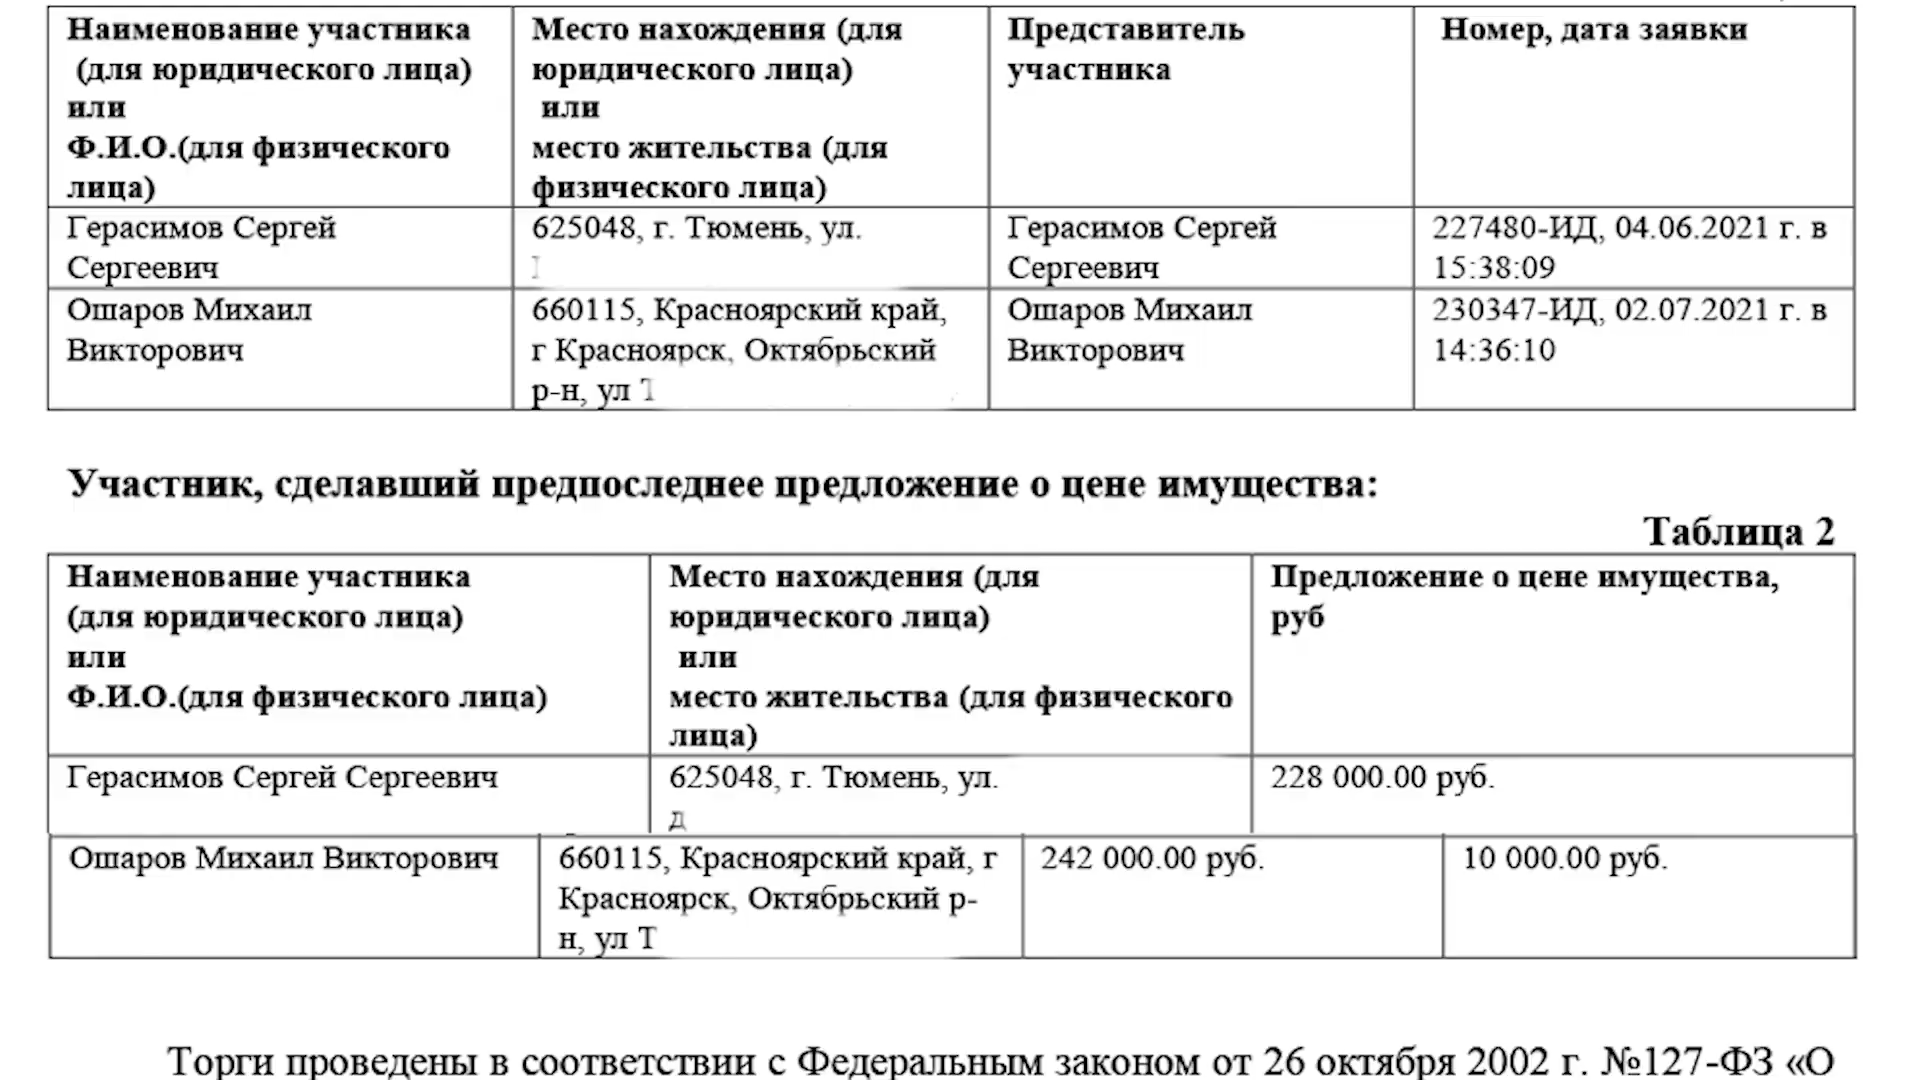 Наименование участника
(для юридического лица)
или
Ф.И.О.(для физического
лица)
Место нахождения (для
юридического лица)
или
место жительства (для
физического лица)
Представитель
участника
Номер, дата заявки
Герасимов Сергей
Сергеевич
625048, г. Тюмень, ул.
Герасимов Сергей
Сергеевич
227480-ИД, 04.06.2021 г. в
15:38:09
Ошаров Михаил
Викторович
660115, Красноярский край,
г Красноярск, Октябрьский
р-н, ул Т
Ошаров Михаил
Викторович
230347-ИД, 02.07.2021 г. в
14:36:10
Участник, сделавший предпоследнее предложение о цене имущества:
Таблица 2
Наименование участника
(для юридического лица)
или
Ф.И.О.(для физического лица)
Место нахождения (для
юридического лица)
или
место жительства (для физического
лица)
Предложение о цене имущества,
руб
Герасимов Сергей Сергеевич
625048, г. Тюмень, ул.
д
228 000.00 руб.
Ошаров Михаил Викторович
660115, Красноярский край, г
Красноярск, Октябрьский р-
н, ул Т
242 000.00 руб.
10 000.00 руб.
Торги проведены в соответствии с Федеральным законом от 26 октября 2002 г. №127-ФЗ «О